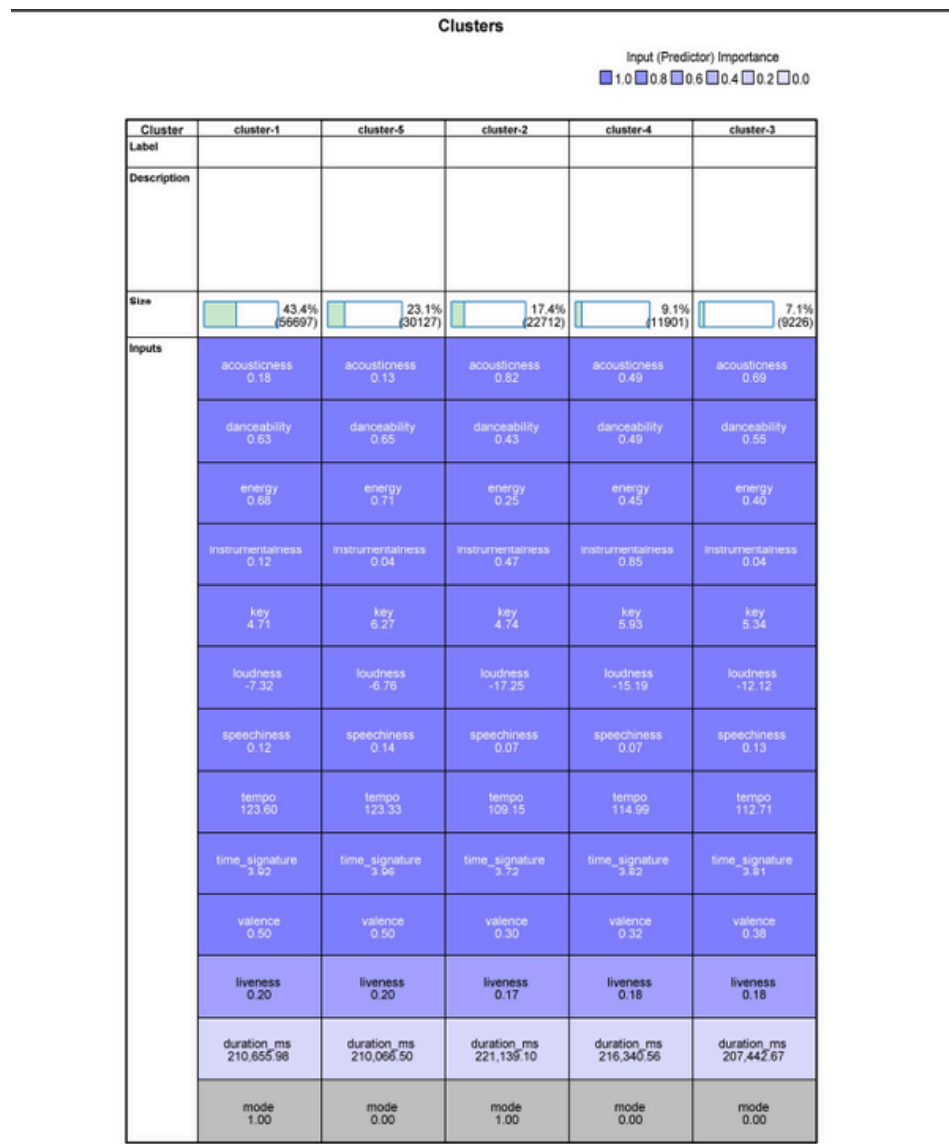 Clusters
Input (Predictor) Importance
1.0 0.8 0.6 0.4 0.2 0.0
Cluster cluster-1 cluster-5 cluster-2 cluster-4 cluster-3
Label
Description
Size 43.4% 23.1% 17.4% 9.1% 7.1%
(56697) (30127) (22712) (11901) (9226)
Inputs
acousticness acousticness acousticness acousticness acousticness
0.18 0.13 0.82 0.49 0.69
danceability danceability danceability danceability danceability
0.63 0.65 0.43 0.49 0.55
energy energy energy energy energy
0.68 0.71 0.25 0.45 0.40
instrumentalness instrumentalness instrumentalness instrumentalness instrumentalness
0.12 0.04 0.47 0.85 0.04
key key key key key
4.71 6.27 4.74 5.93 5.34
loudness loudness loudness loudness loudness
-7.32 -6.76 -17.25 -15.19 -12.12
speechiness speechiness speechiness speechiness speechiness
0.12 0.14 0.07 0.07 0.13
tempo tempo tempo tempo tempo
123.60 123.33 109.15 114.99 112.71
time_signature time_signature time_signature time_signature time_signature
3.92 3.96 3.72 3.82 3.81
valence valence valence valence valence
0.50 0.50 0.30 0.32 0.38
liveness liveness liveness liveness liveness
0.20 0.20 0.17 0.18 0.18
duration_ms duration_ms duration_ms duration_ms duration_ms
210,655.98 210,066.50 221,139.10 216,340.56 207,442.67
mode mode mode mode mode
1.00 0.00 1.00 0.00 0.00